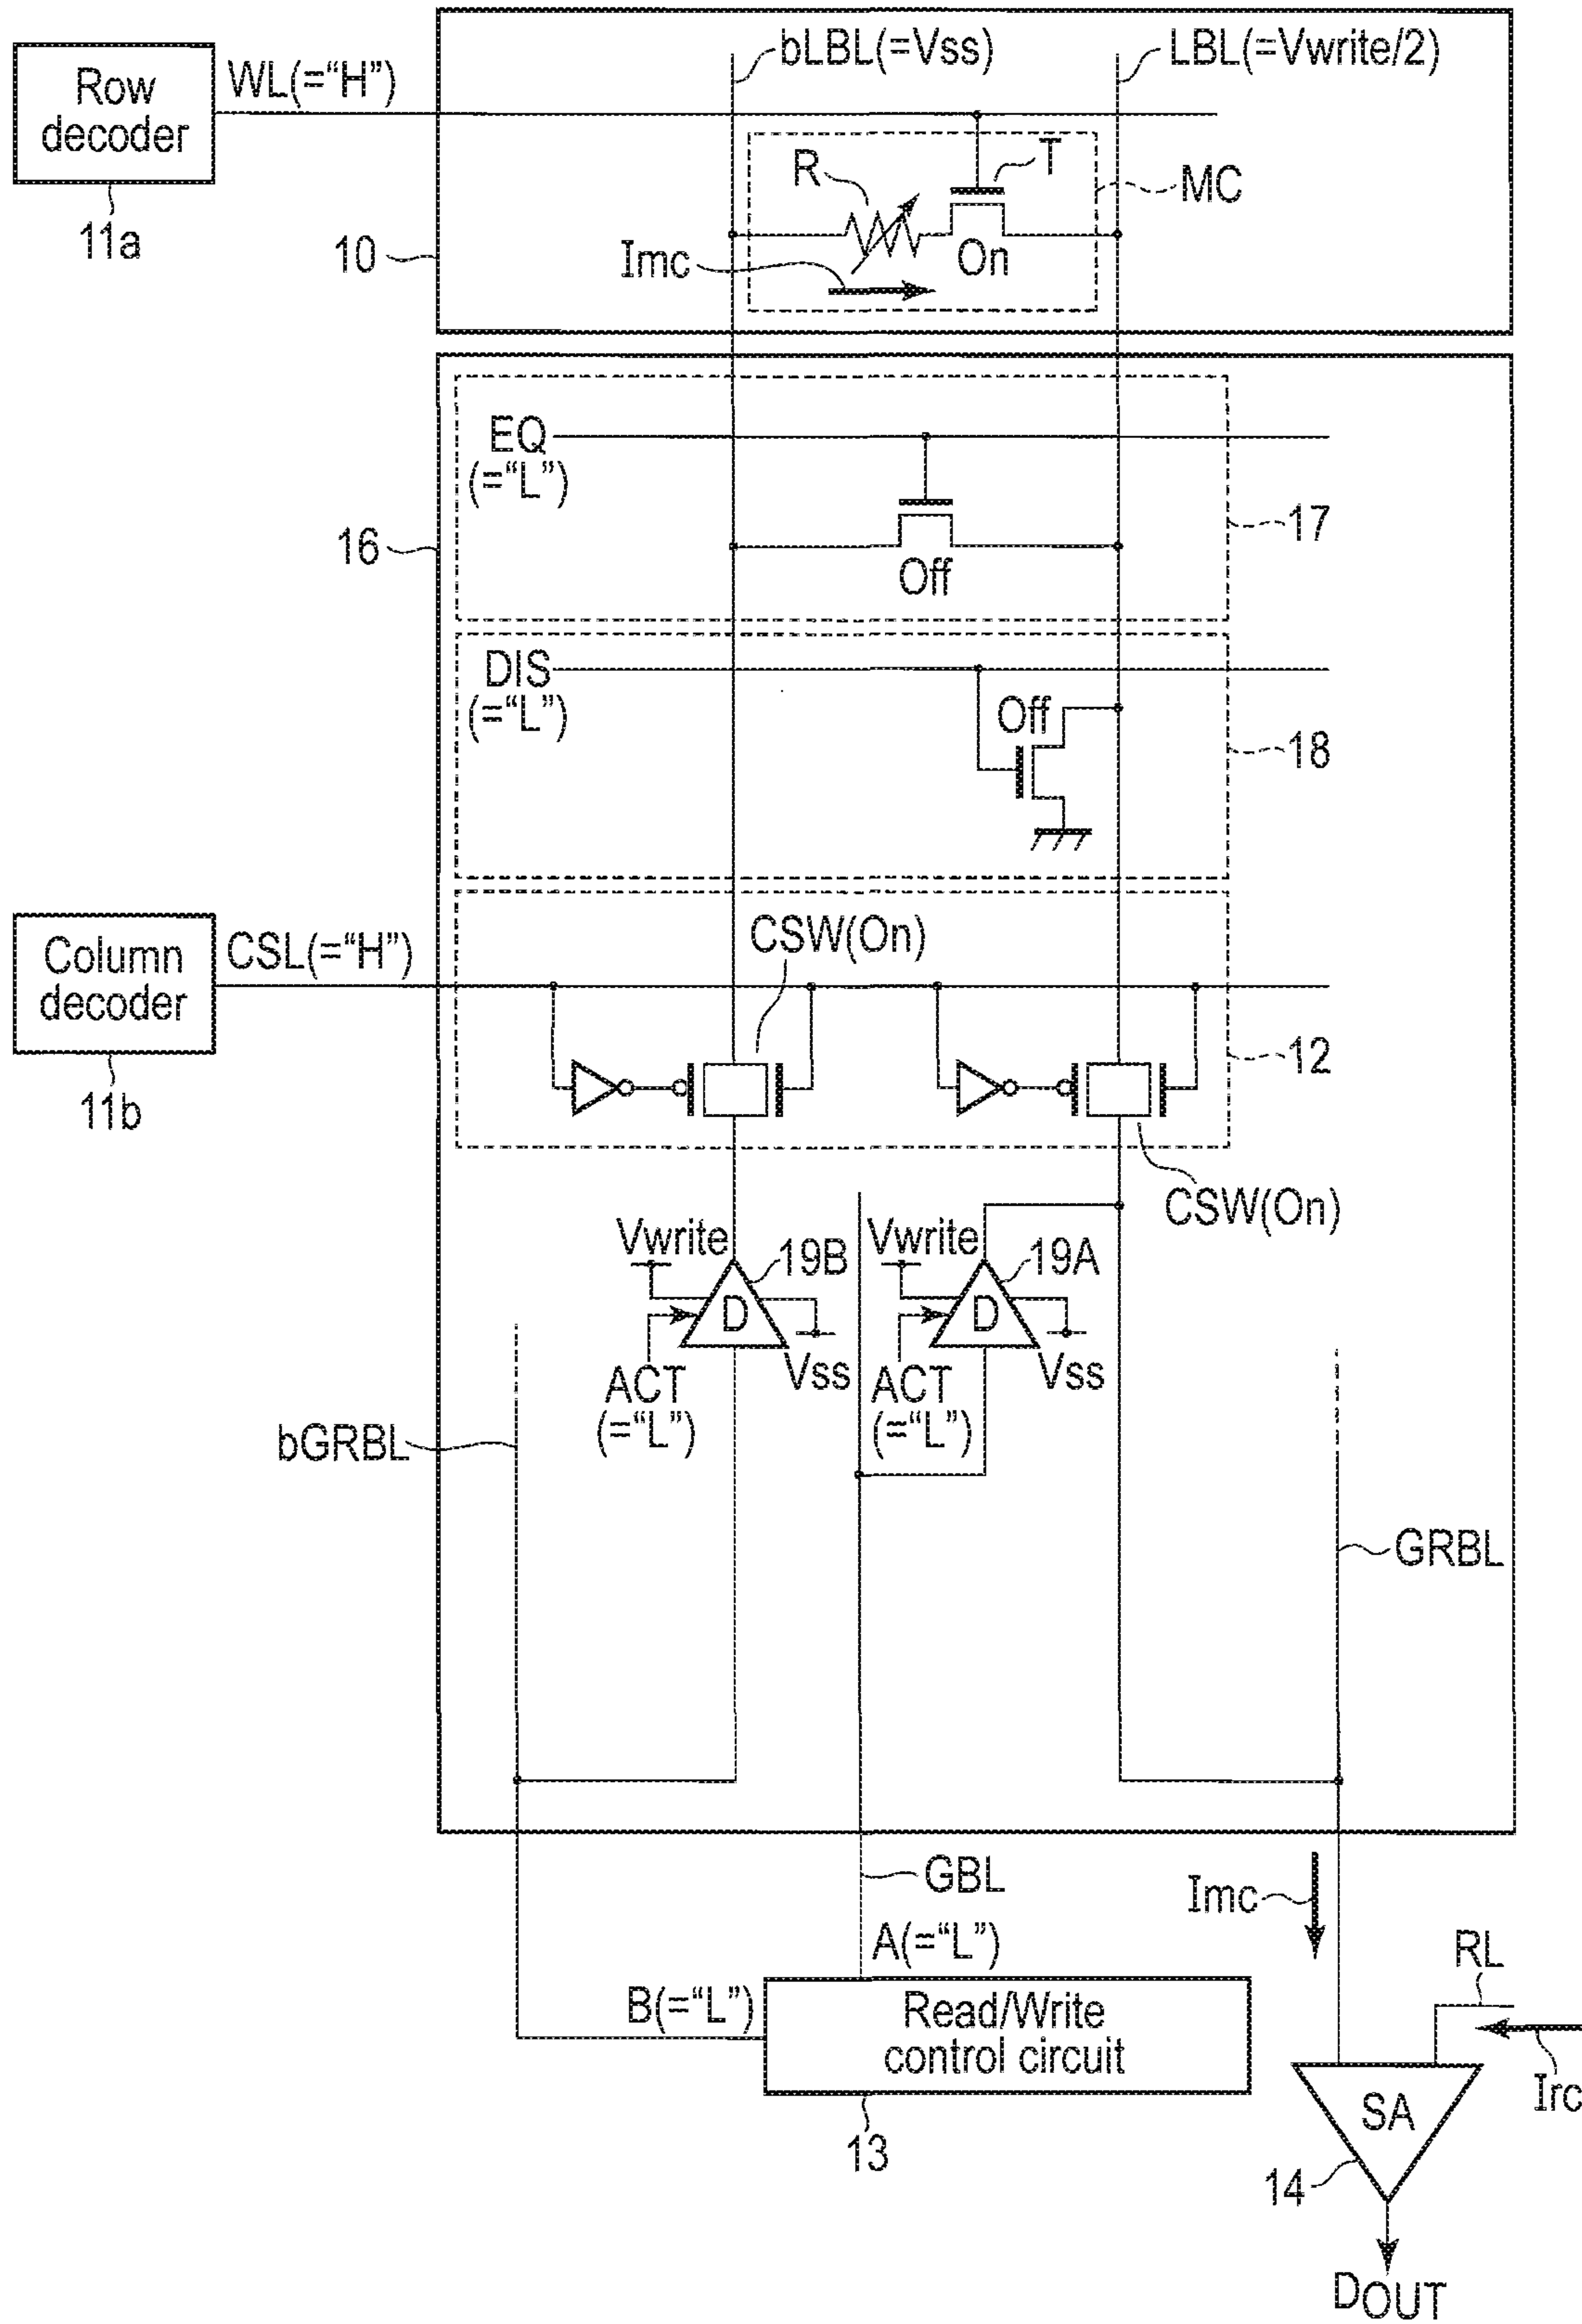 bLBL(=Vss)
LBL(=Vwrite/2)
Row
decoder
WL(="H")
11a
R
T
MC
10
Imc
On
EQ
(="L")
16
17
Off
DIS
(="L")
Off
18
Column
decoder
CSL(="H")
CSW(On)
12
11b
CSW(On)
Vwrite
19B
Vwrite
19A
D
D
ACT
(="L")
Vss
ACT
(="L")
Vss
bGRBL
GRBL
GBL
Imc
A(="L")
RL
B(="L")
Read/Write
control circuit
Irc
13
SA
14
DOUT